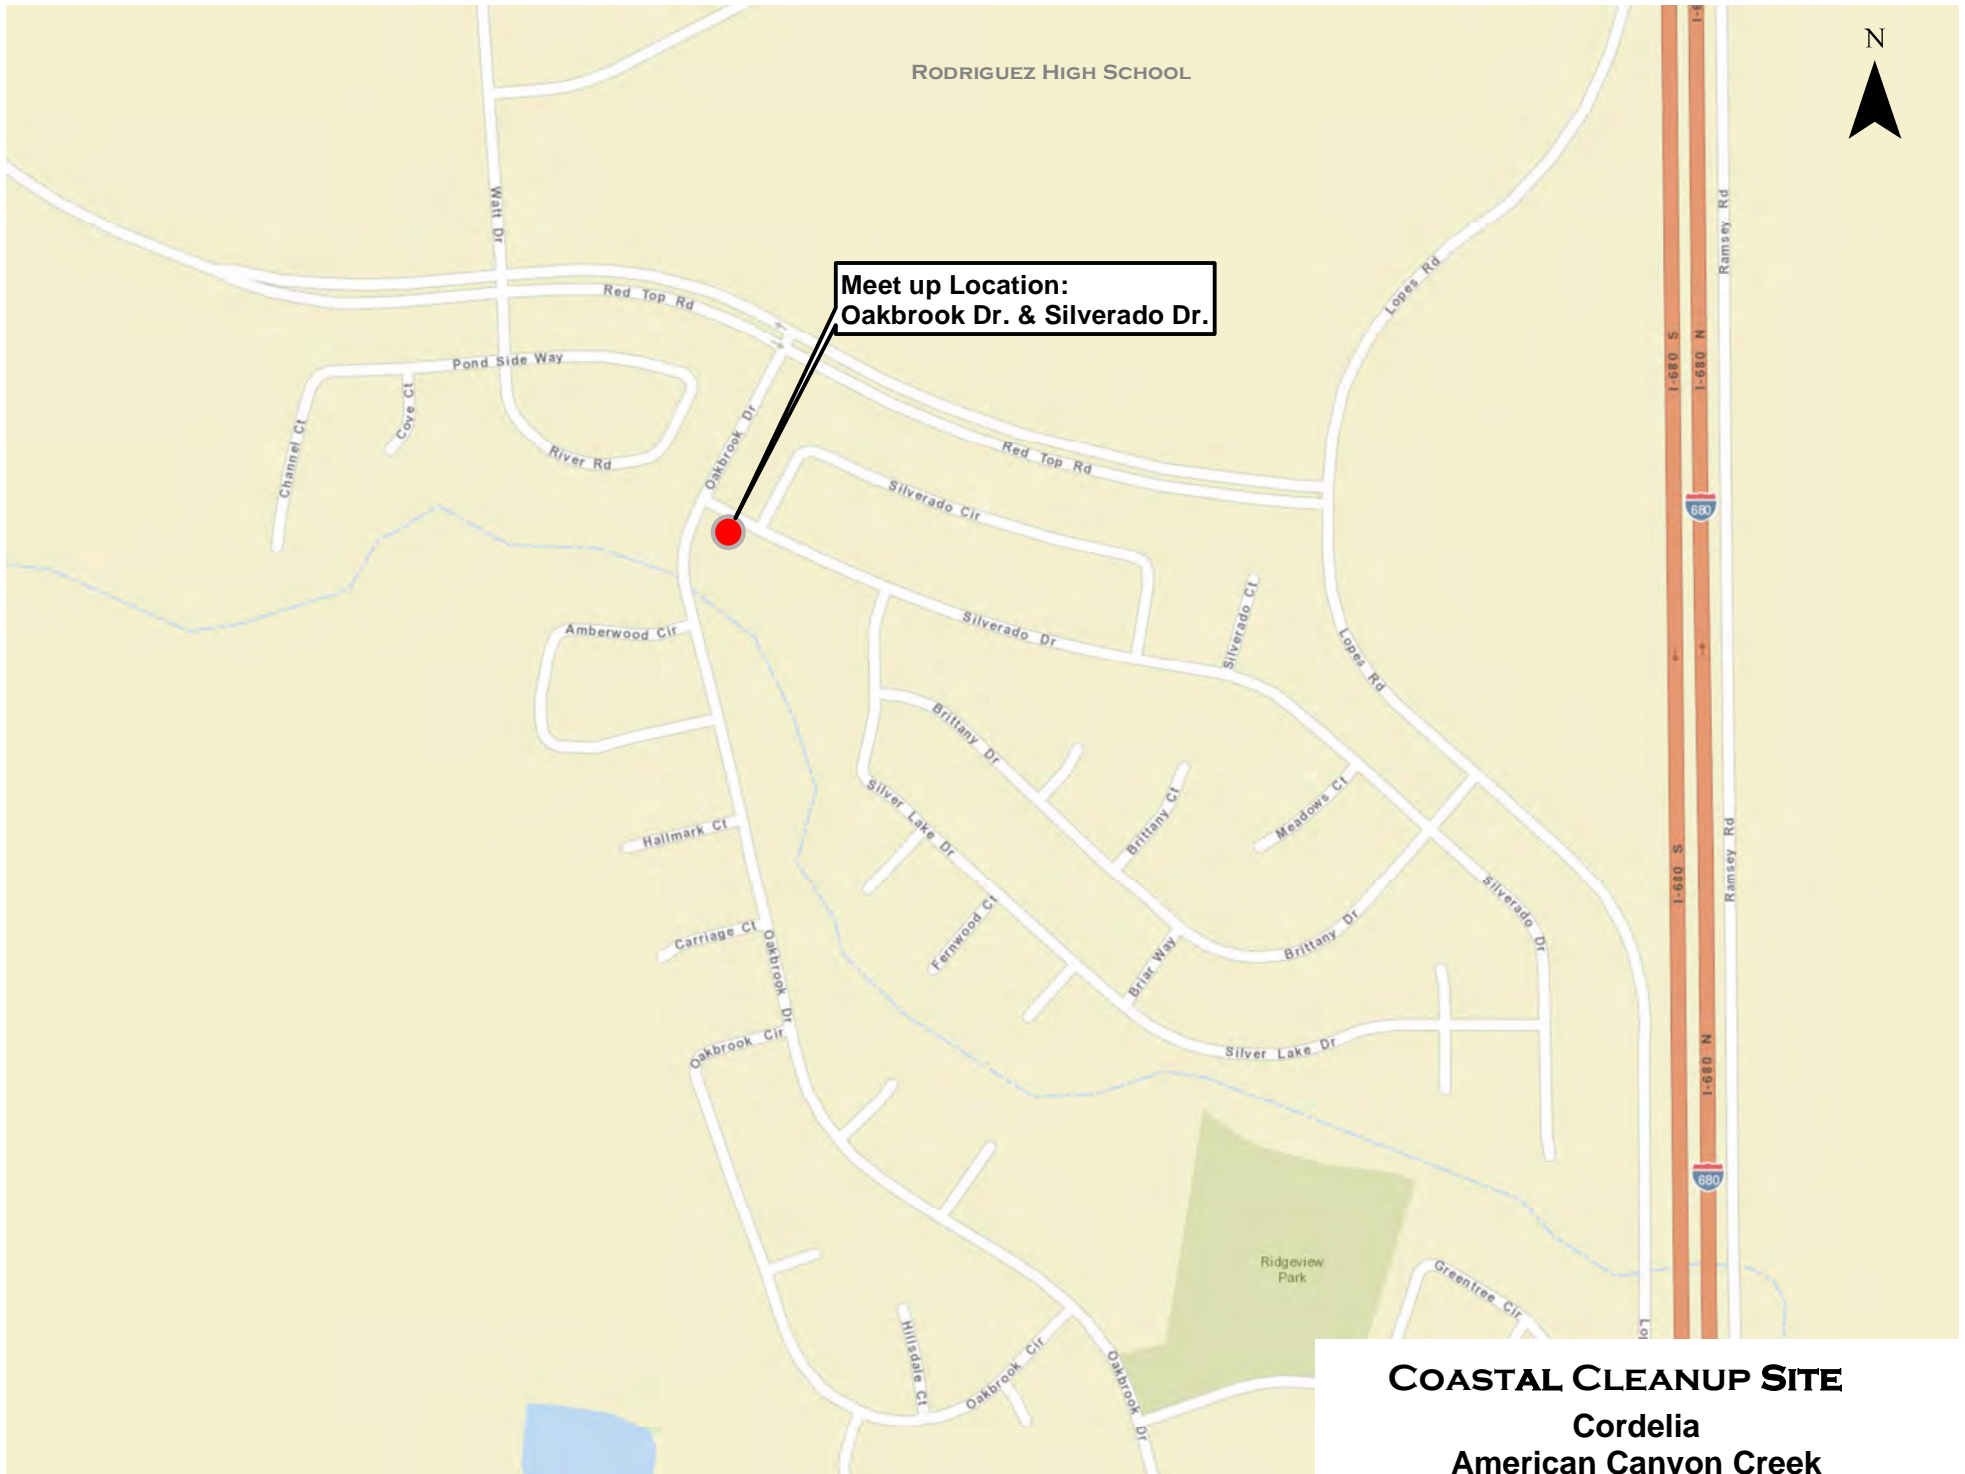 I-6
N
RODRIGUEZ HIGH SCHOOL
Watt Dr
Ramsey Rd
Lopes Rd
Meet up Location:
Oakbrook Dr. & Silverado Dr.
Red Top Rd
I-680 S
I-680 N
Pond Side Way
Cove Ct
Channel Ct
River Rd
Oakbrook Dr
Red Top Rd
Silverado Cir
680
Silverado Ct
Amberwood Cir
Silverado Dr
Lopes Rd
Brittany Dr
Silver Lake Dr
Brittany Ct
Meadows Ct
Hallmark Ct
I-680 S
Ramsey Rd
Silverado Dr
Carriage Ct
Fernwood Ct
Brittany Dr
Briar Way
Oakbrook Dr
Oakbrook Cir
Silver Lake Dr
I-680 N
680
Ridgeview
Park
Greentree Cir
Lop
Hillsdale Ct
Oakbrook Cir
Oakbrook Dr
COASTAL CLEANUP SITE
Cordelia
American Canyon Creek